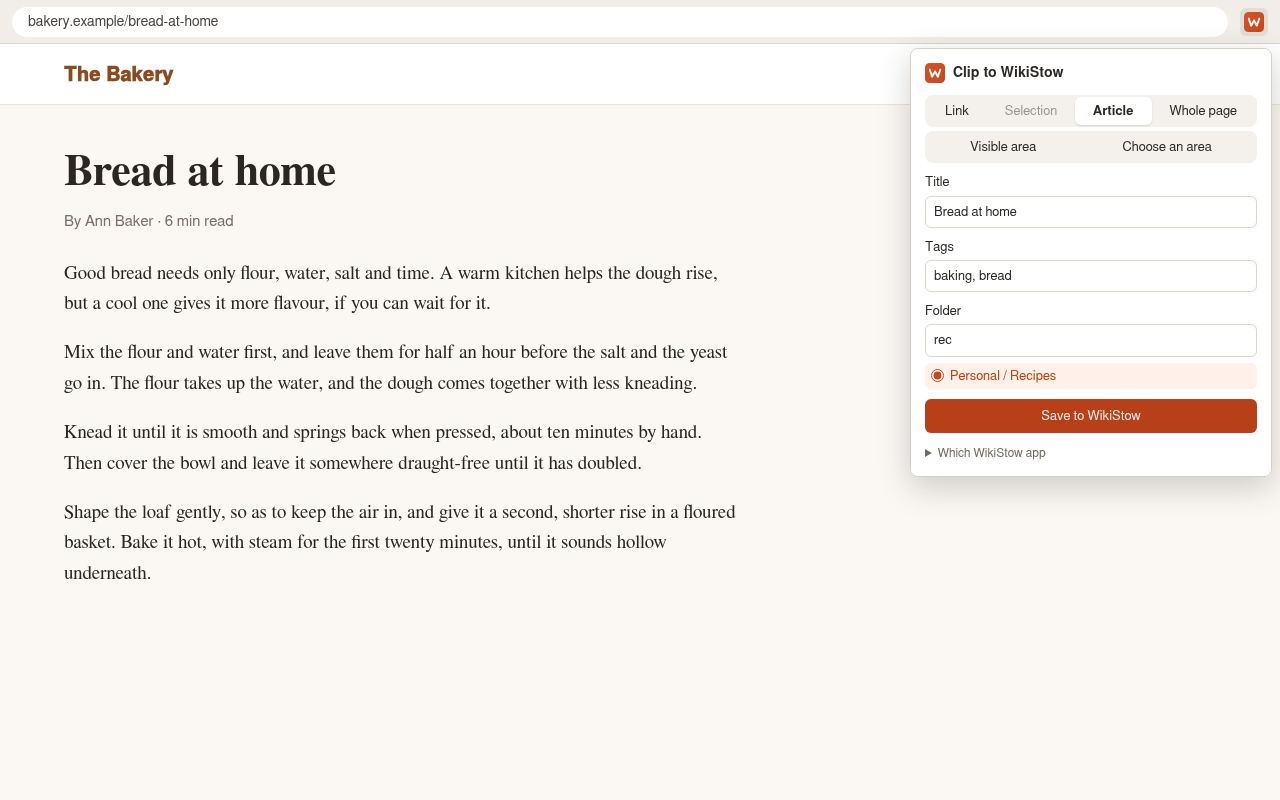 bakery.example/bread-at-home
The Bakery
Bread at home
By Ann Baker · 6 min read
Good bread needs only flour, water, salt and time. A warm kitchen helps the dough rise,
but a cool one gives it more flavour, if you can wait for it.
Mix the flour and water first, and leave them for half an hour before the salt and the yeast
go in. The flour takes up the water, and the dough comes together with less kneading.
Knead it until it is smooth and springs back when pressed, about ten minutes by hand.
Then cover the bowl and leave it somewhere draught-free until it has doubled.
Shape the loaf gently, so as to keep the air in, and give it a second, shorter rise in a floured
basket. Bake it hot, with steam for the first twenty minutes, until it sounds hollow
underneath.
Clip to WikiStow
Link Selection Article Whole page
Visible area Choose an area
Title
Bread at home
Tags
baking, bread
Folder
rec
Personal / Recipes
Save to WikiStow
Which WikiStow app